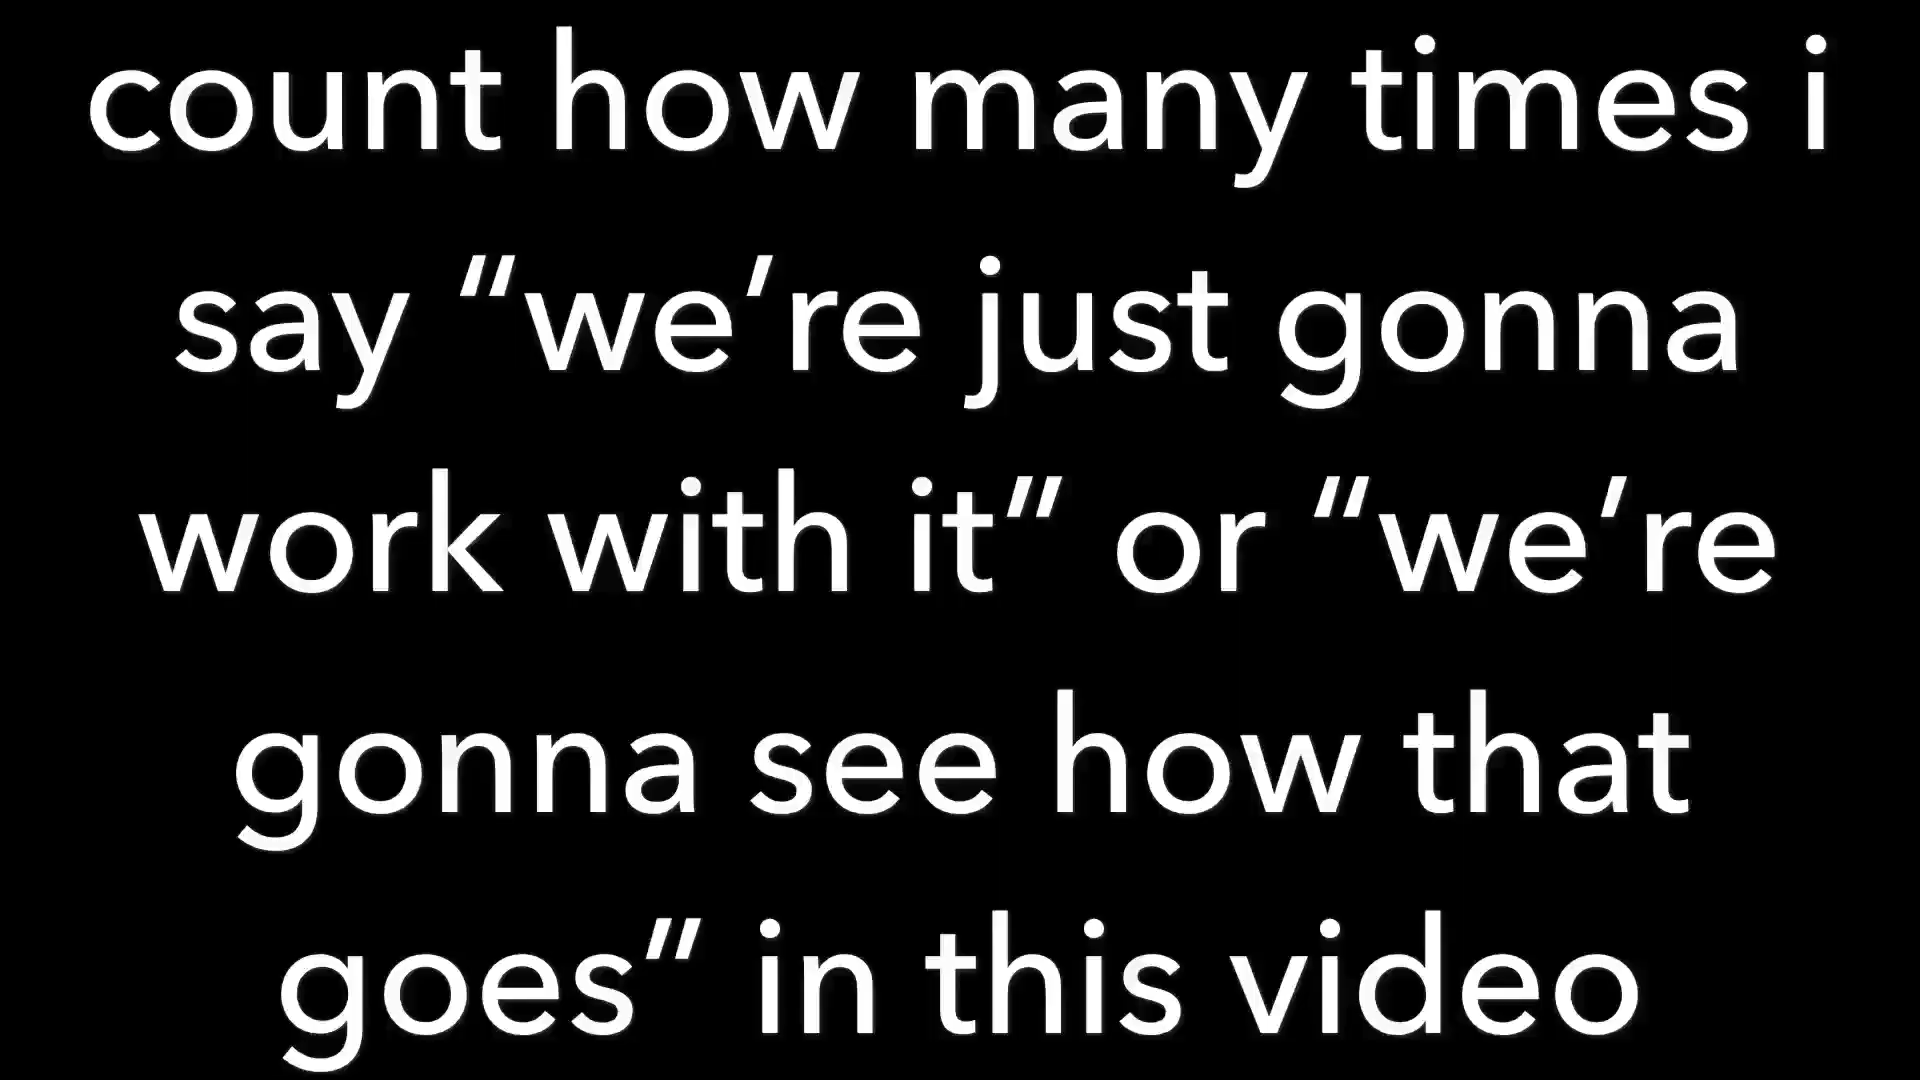 count how many times i
say “we’re just gonna
work with it” or “we’re
gonna see how that
goes” in this video